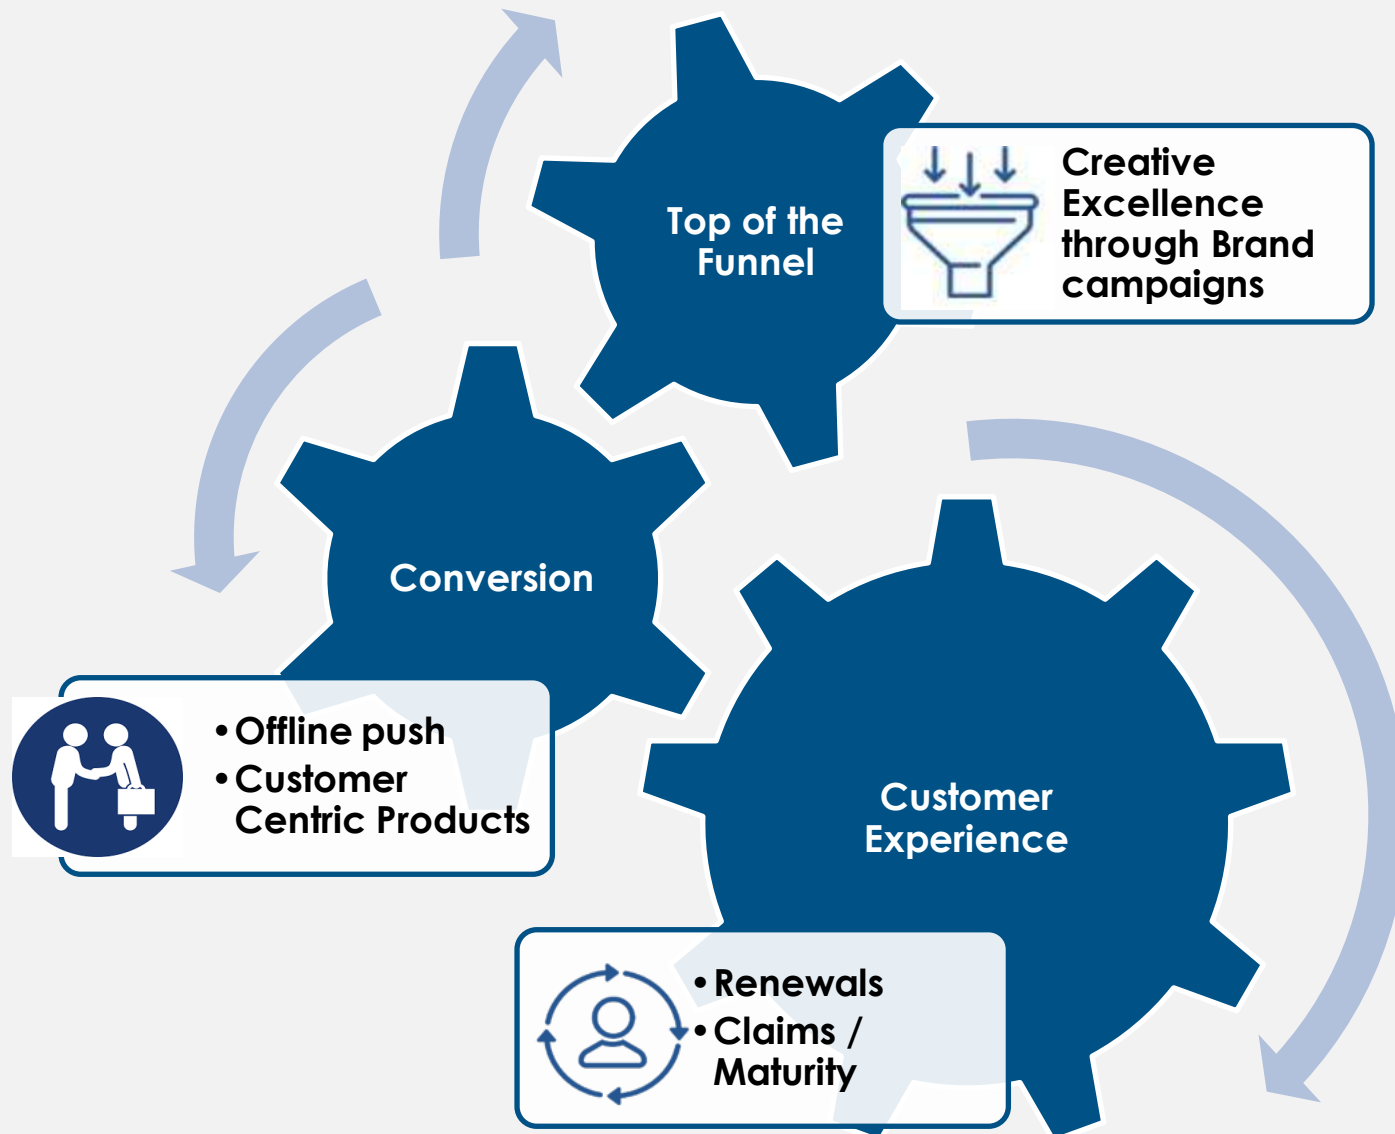 Top of the
Funnel
Creative
Excellence
through Brand
campaigns
Conversion
• Offline push
• Customer
Centric Products
Customer
Experience
• Renewals
• Claims /
Maturity